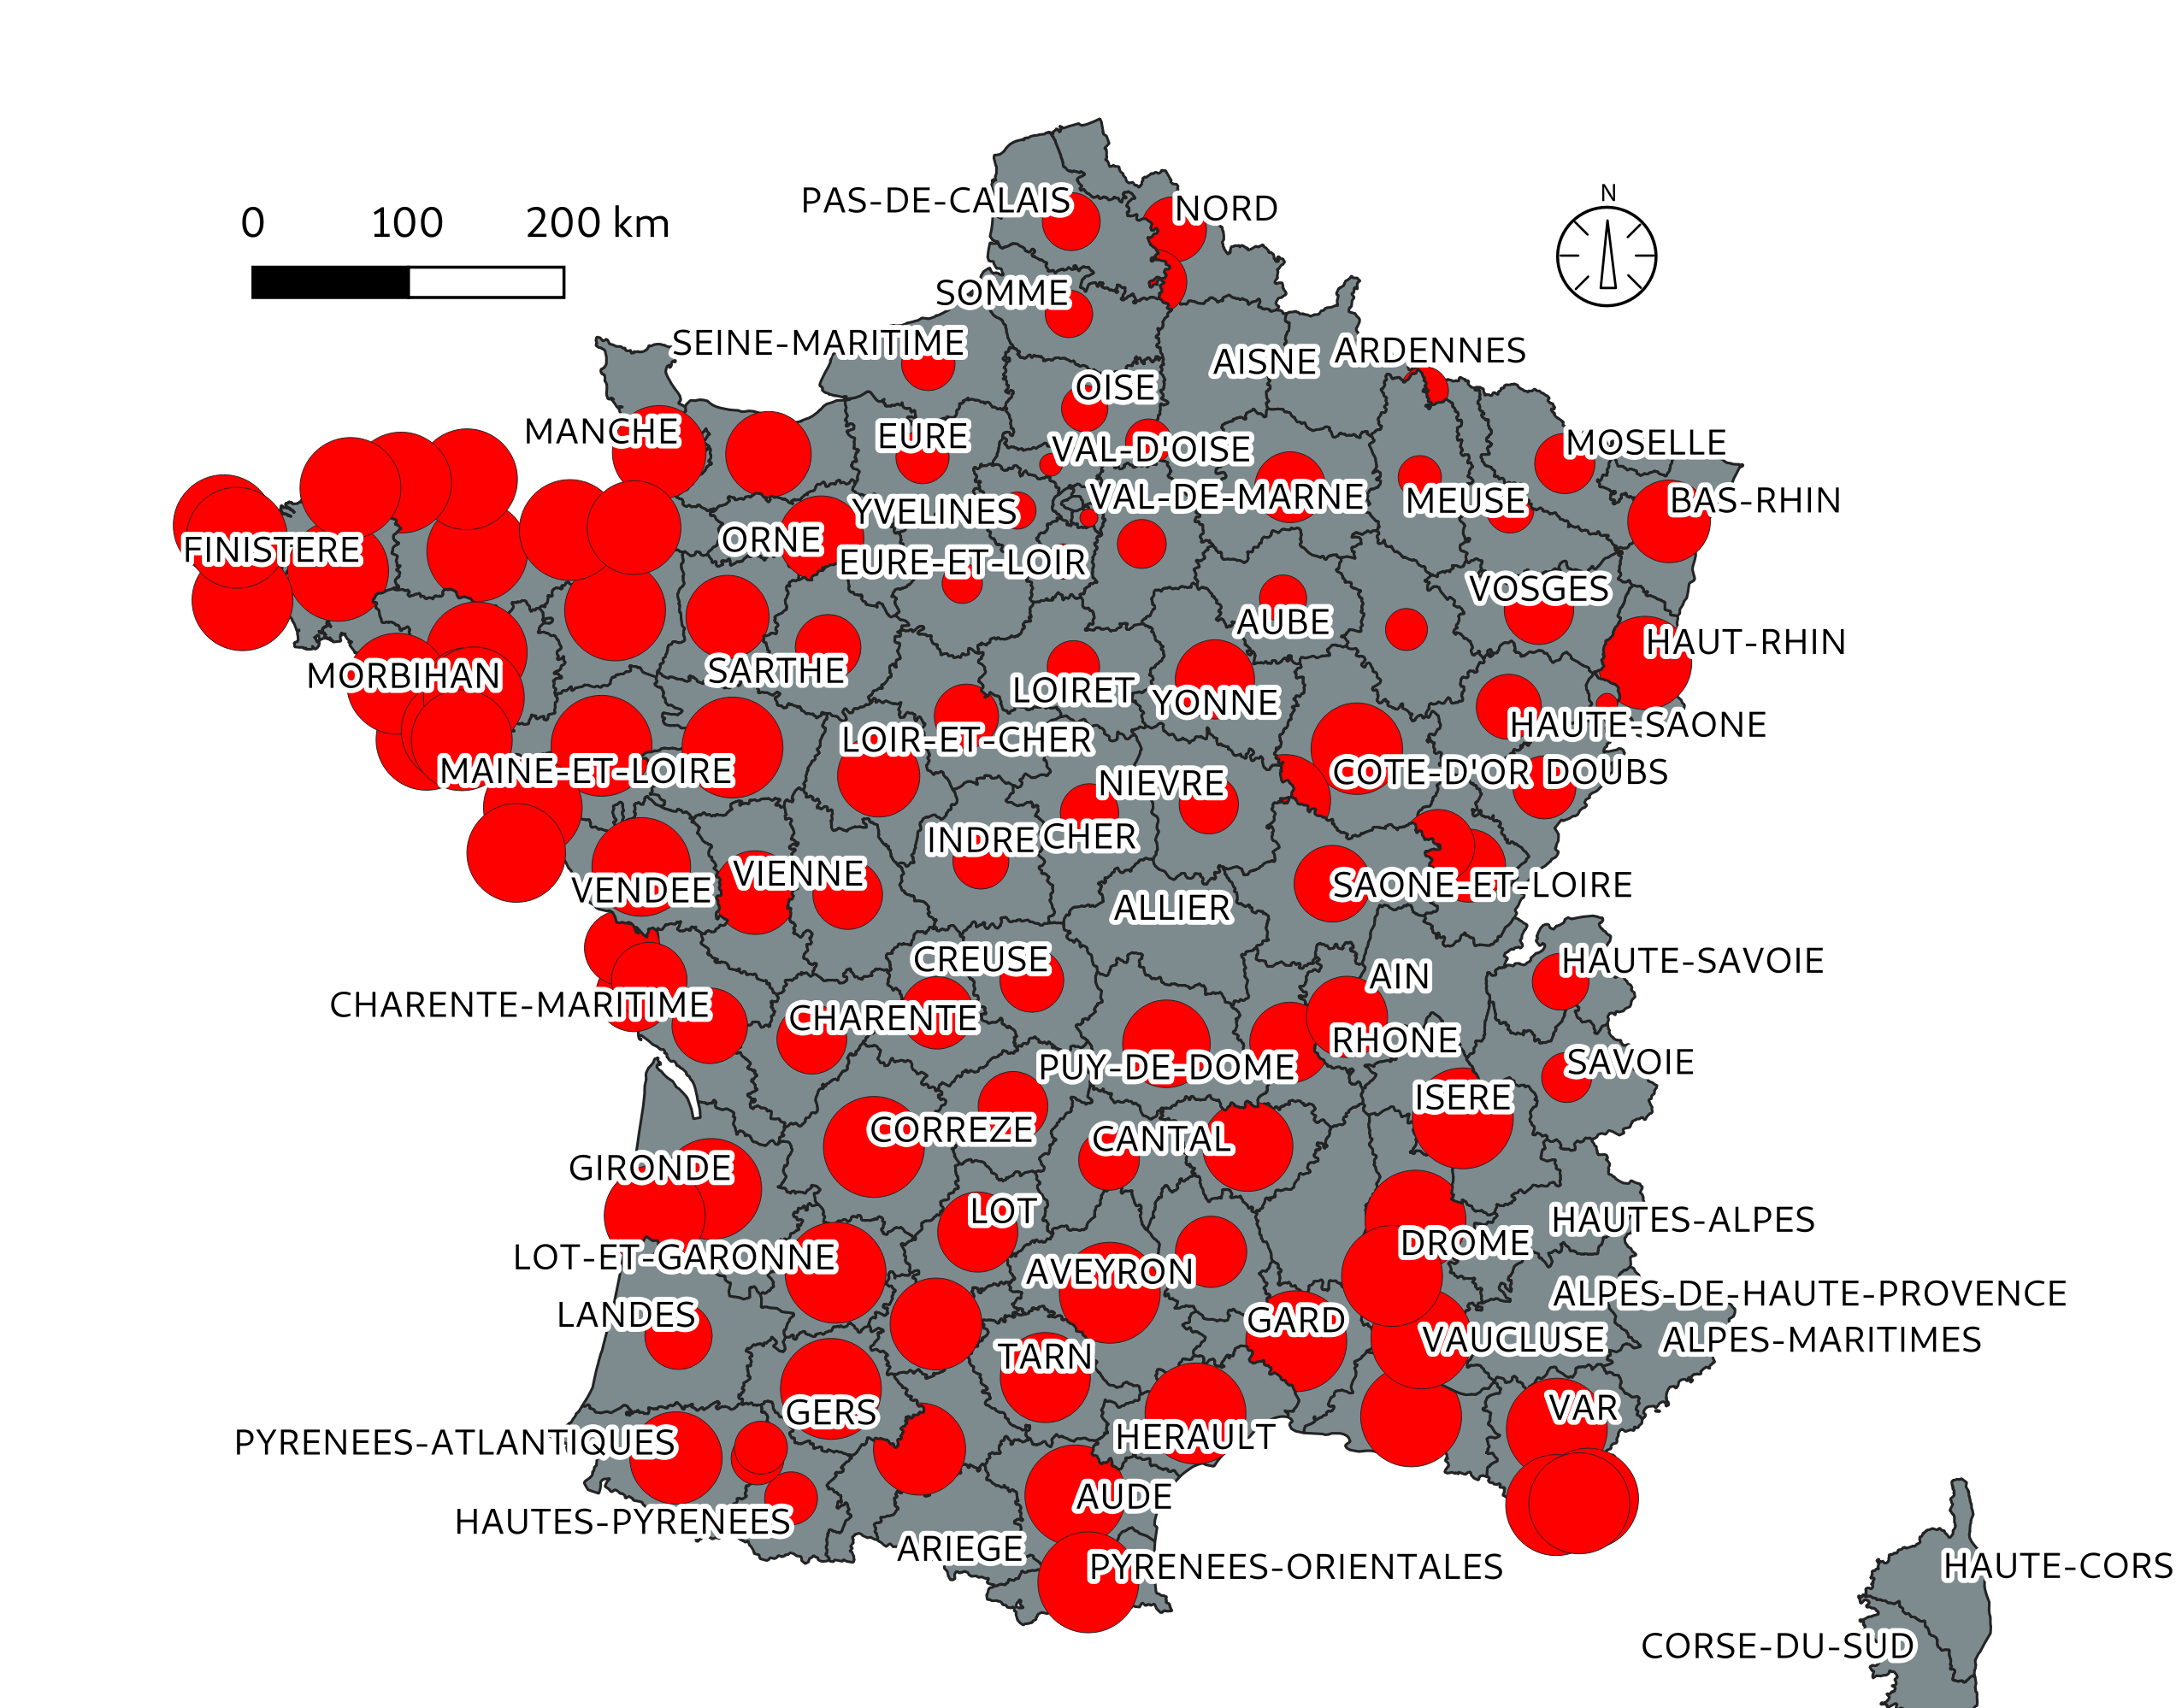 N
PAS-DE-CALAIS
NORD
0 100 200 km
SOMME
SEINE-MARITIME
AISNE
ARDENNES
OISE
MANCHE
EURE
VAL-D'OISE
MOSELLE
YVELINES
VAL-DE-MARNE
MEUSE
BAS-RHIN
FINISTERE
ORNE
EURE-ET-LOIR
VOSGES
AUBE
HAUT-RHIN
MORBIHAN
SARTHE
LOIRET
YONNE
HAUTE-SAONE
LOIR-ET-CHER
MAINE-ET-LOIRE
NIEVRE
COTE-D'OR
DOUBS
INDRE
CHER
VENDEE
VIENNE
SAONE-ET-LOIRE
ALLIER
CREUSE
AIN
HAUTE-SAVOIE
CHARENTE-MARITIME
CHARENTE
RHONE
PUY-DE-DOME
SAVOIE
ISERE
CORREZE
CANTAL
GIRONDE
LOT
HAUTES-ALPES
DROME
LOT-ET-GARONNE
AVEYRON
ALPES-DE-HAUTE-PROVENCE
LANDES
GARD
VAUCLUSE
ALPES-MARITIMES
TARN
GERS
VAR
PYRENEES-ATLANTIQUES
HERAULT
AUDE
HAUTES-PYRENEES
ARIEGE
PYRENEES-ORIENTALES
HAUTE-CORS
CORSE-DU-SUD